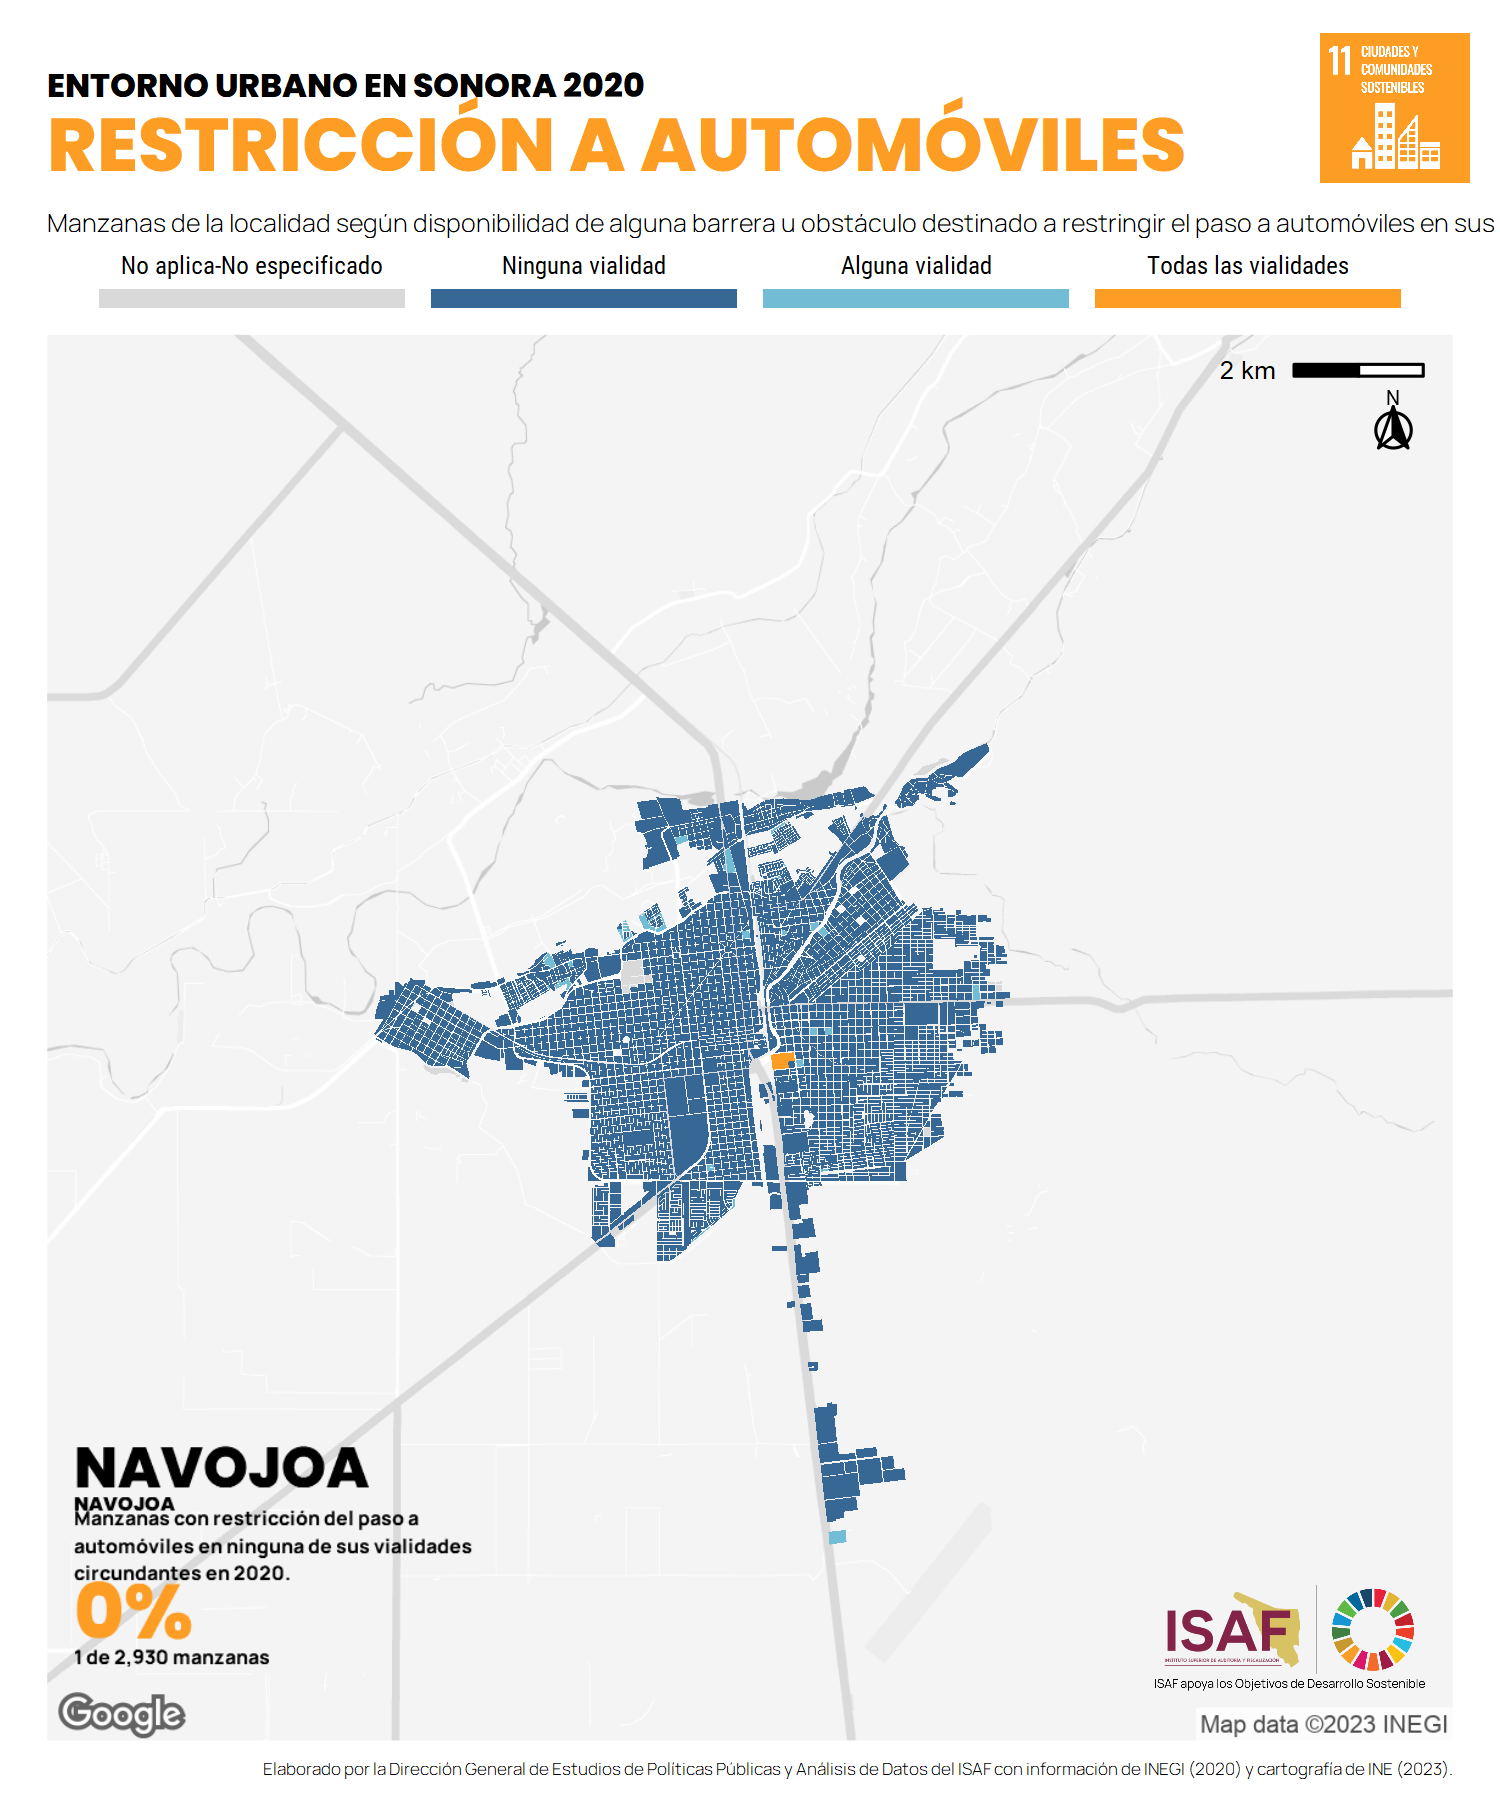 ENTORNO URBANO EN SONORA 2020
RESTRICCIÓN A AUTOMÓVILES
11 CIUDADES Y
COMUNIDADES
SOSTENIBLES
Manzanas de la localidad según disponibilidad de alguna barrera u obstáculo destinado a restringir el paso a automóviles en sus
No aplica-No especificado
Ninguna vialidad
Alguna vialidad
Todas las vialidades
2 km
N
NAVOJOA
NAVOJOA
Manzanas con restricción del paso a
automóviles en ninguna de sus vialidades
circundantes en 2020.
0%
1 de 2,930 manzanas
Google
ISAF
INSTITUTO SUPERIOR DE AUDITORÍA Y FISCALIZACIÓN
ISAF apoya los Objetivos de Desarrollo Sostenible
Map data ©2023 INEGI
Elaborado por la Dirección General de Estudios de Políticas Públicas y Análisis de Datos del ISAF con información de INEGI (2020) y cartografía de INE (2023).